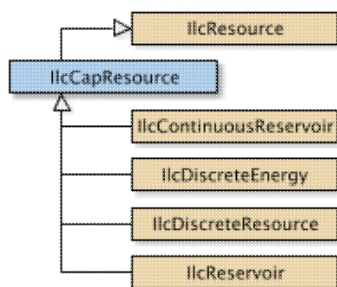 IlcResource
IlcCapResource
IlcContinuousReservoir
IlcDiscreteEnergy
IlcDiscreteResource
IlcReservoir